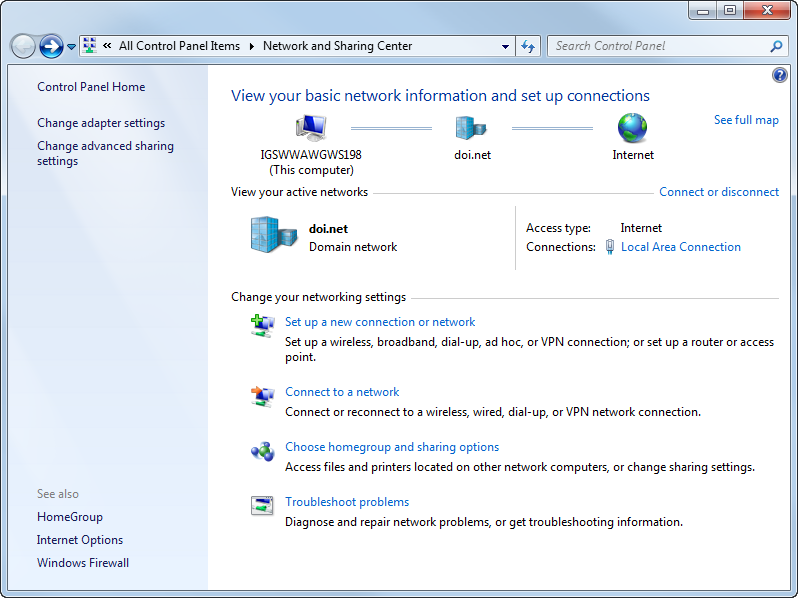 « All Control Panel Items ▸ Network and Sharing Center
Search Control Panel
Control Panel Home
Change adapter settings
Change advanced sharing
settings
See also
HomeGroup
Internet Options
Windows Firewall
?
View your basic network information and set up connections
See full map
IGSWWAWGWS198
(This computer)
doi.net
Internet
View your active networks
Connect or disconnect
doi.net
Domain network
Access type: Internet
Connections: Local Area Connection
Change your networking settings
Set up a new connection or network
Set up a wireless, broadband, dial-up, ad hoc, or VPN connection; or set up a router or access
point.
Connect to a network
Connect or reconnect to a wireless, wired, dial-up, or VPN network connection.
Choose homegroup and sharing options
Access files and printers located on other network computers, or change sharing settings.
Troubleshoot problems
Diagnose and repair network problems, or get troubleshooting information.